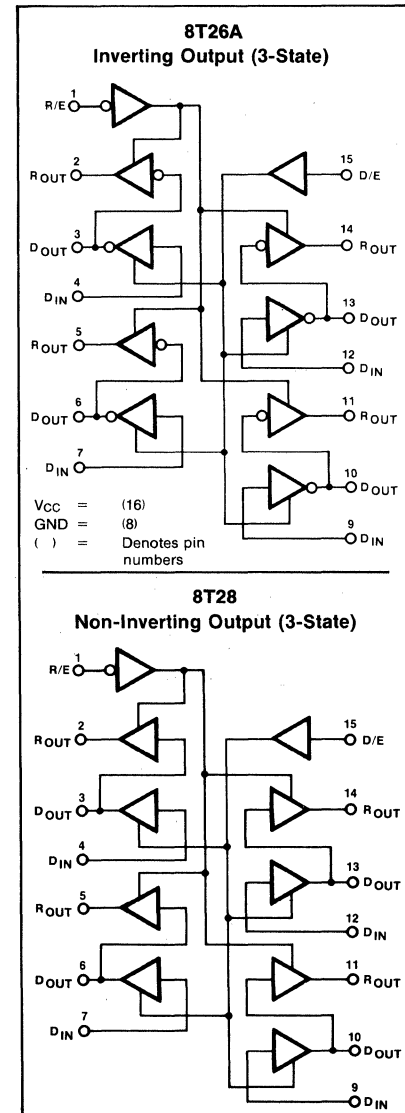 8T26A
Inverting Output (3-State)
1
R/E
2
ROUT
15
D/E
3
DOUT
14
ROUT
4
DIN
13
DOUT
5
ROUT
12
DIN
6
DOUT
11
ROUT
7
DIN
10
DOUT
9
DIN
VCC = (16)
GND = (8)
( ) = Denotes pin
numbers
8T28
Non-Inverting Output (3-State)
1
R/E
2
ROUT
15
D/E
3
DOUT
14
ROUT
4
DIN
13
DOUT
5
ROUT
12
DIN
6
DOUT
11
ROUT
7
DIN
10
DOUT
9
DIN